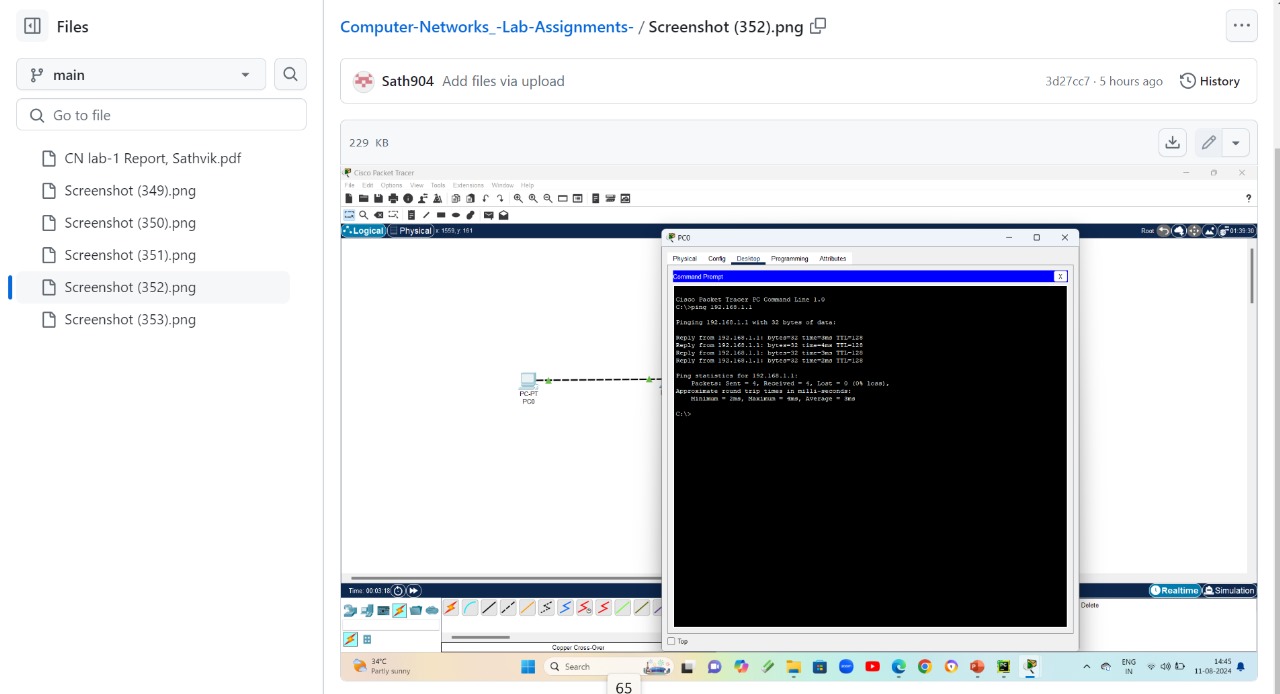 Files
main
Go to file
CN lab-1 Report, Sathvik.pdf
Screenshot (349).png
Screenshot (350).png
Screenshot (351).png
Screenshot (352).png
Screenshot (353).png
Computer-Networks_-Lab-Assignments- / Screenshot (352).png
Sath904 Add files via upload
3d27cc7 · 5 hours ago
History
229 KB
Cisco Packet Tracer
File Edit Options View Tools Extensions Window Help
?
Logical Physical x: 1559, y: 161
Root 01:39:30
PC0
Physical Config Desktop Programming Attributes
Command Prompt X
Cisco Packet Tracer PC Command Line 1.0
C:\>ping 192.168.1.1
Pinging 192.168.1.1 with 32 bytes of data:
Reply from 192.168.1.1: bytes=32 time=3ms TTL=128
Reply from 192.168.1.1: bytes=32 time=4ms TTL=128
Reply from 192.168.1.1: bytes=32 time=3ms TTL=128
Reply from 192.168.1.1: bytes=32 time=2ms TTL=128
Ping statistics for 192.168.1.1:
Packets: Sent = 4, Received = 4, Lost = 0 (0% loss),
Approximate round trip times in milli-seconds:
Minimum = 2ms, Maximum = 4ms, Average = 3ms
C:\>
PC-PT
PC0
Top
Time: 00:03:18
Realtime Simulation
Copper Cross-Over
Delete
34°C
Partly sunny
Search
ENG
IN
14:45
11-08-2024
65